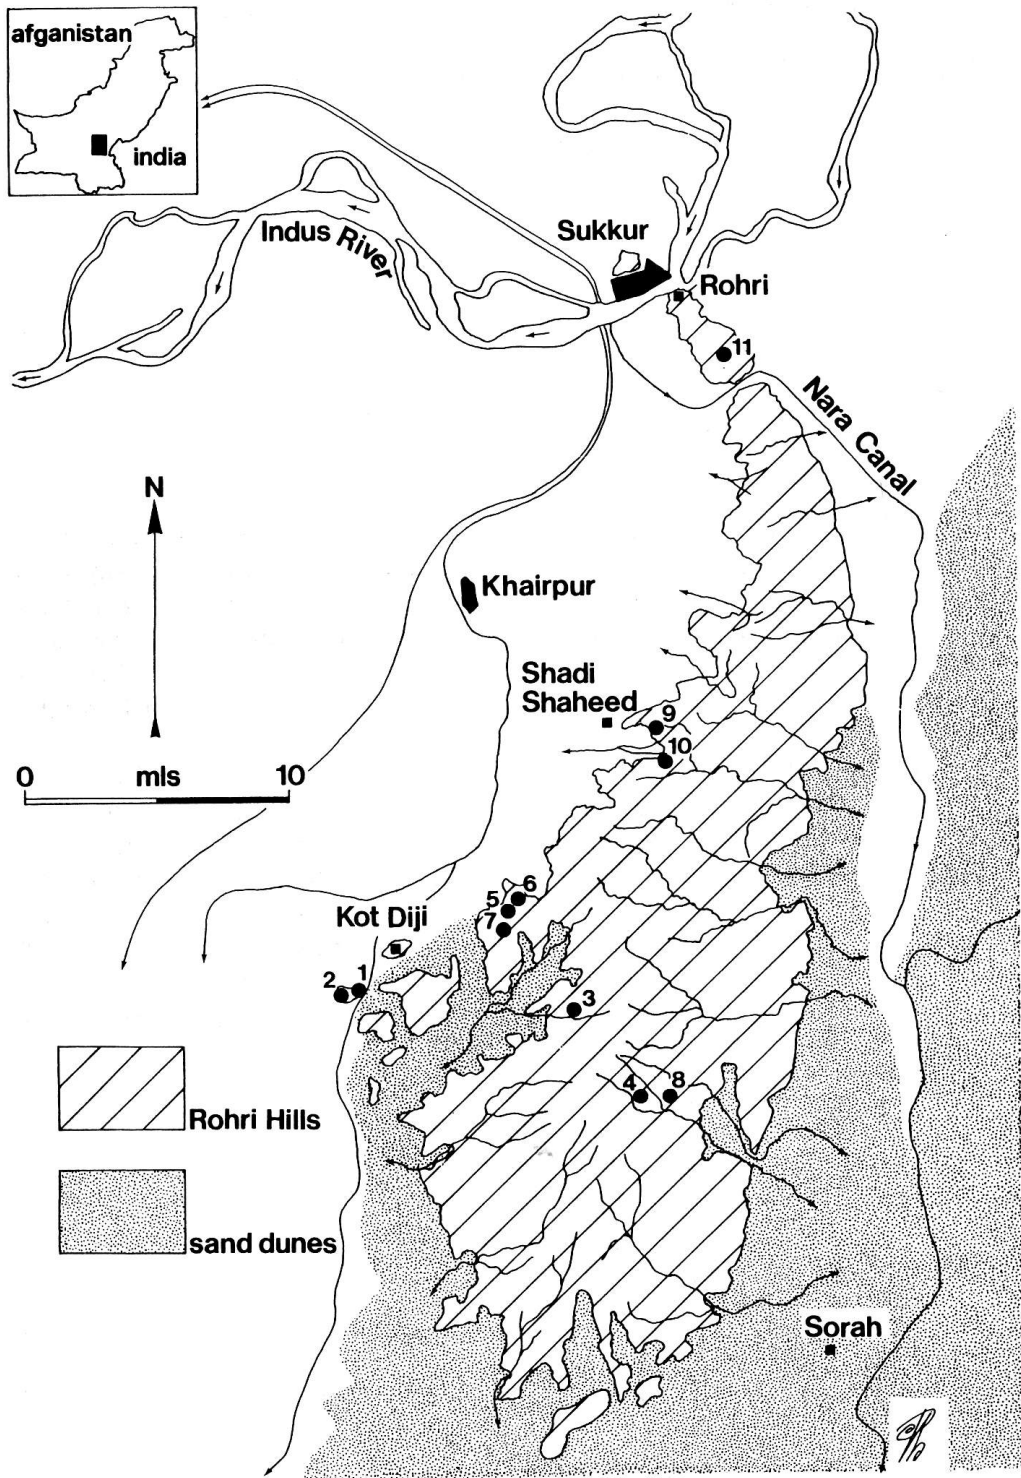 afganistan
india
Indus River
Sukkur
Rohri
11
Nara Canal
N
Khairpur
Shadi
Shaheed
9
10
0 mls 10
6
5
7
Kot Diji
2 1
3
4 8
Rohri Hills
sand dunes
Sorah